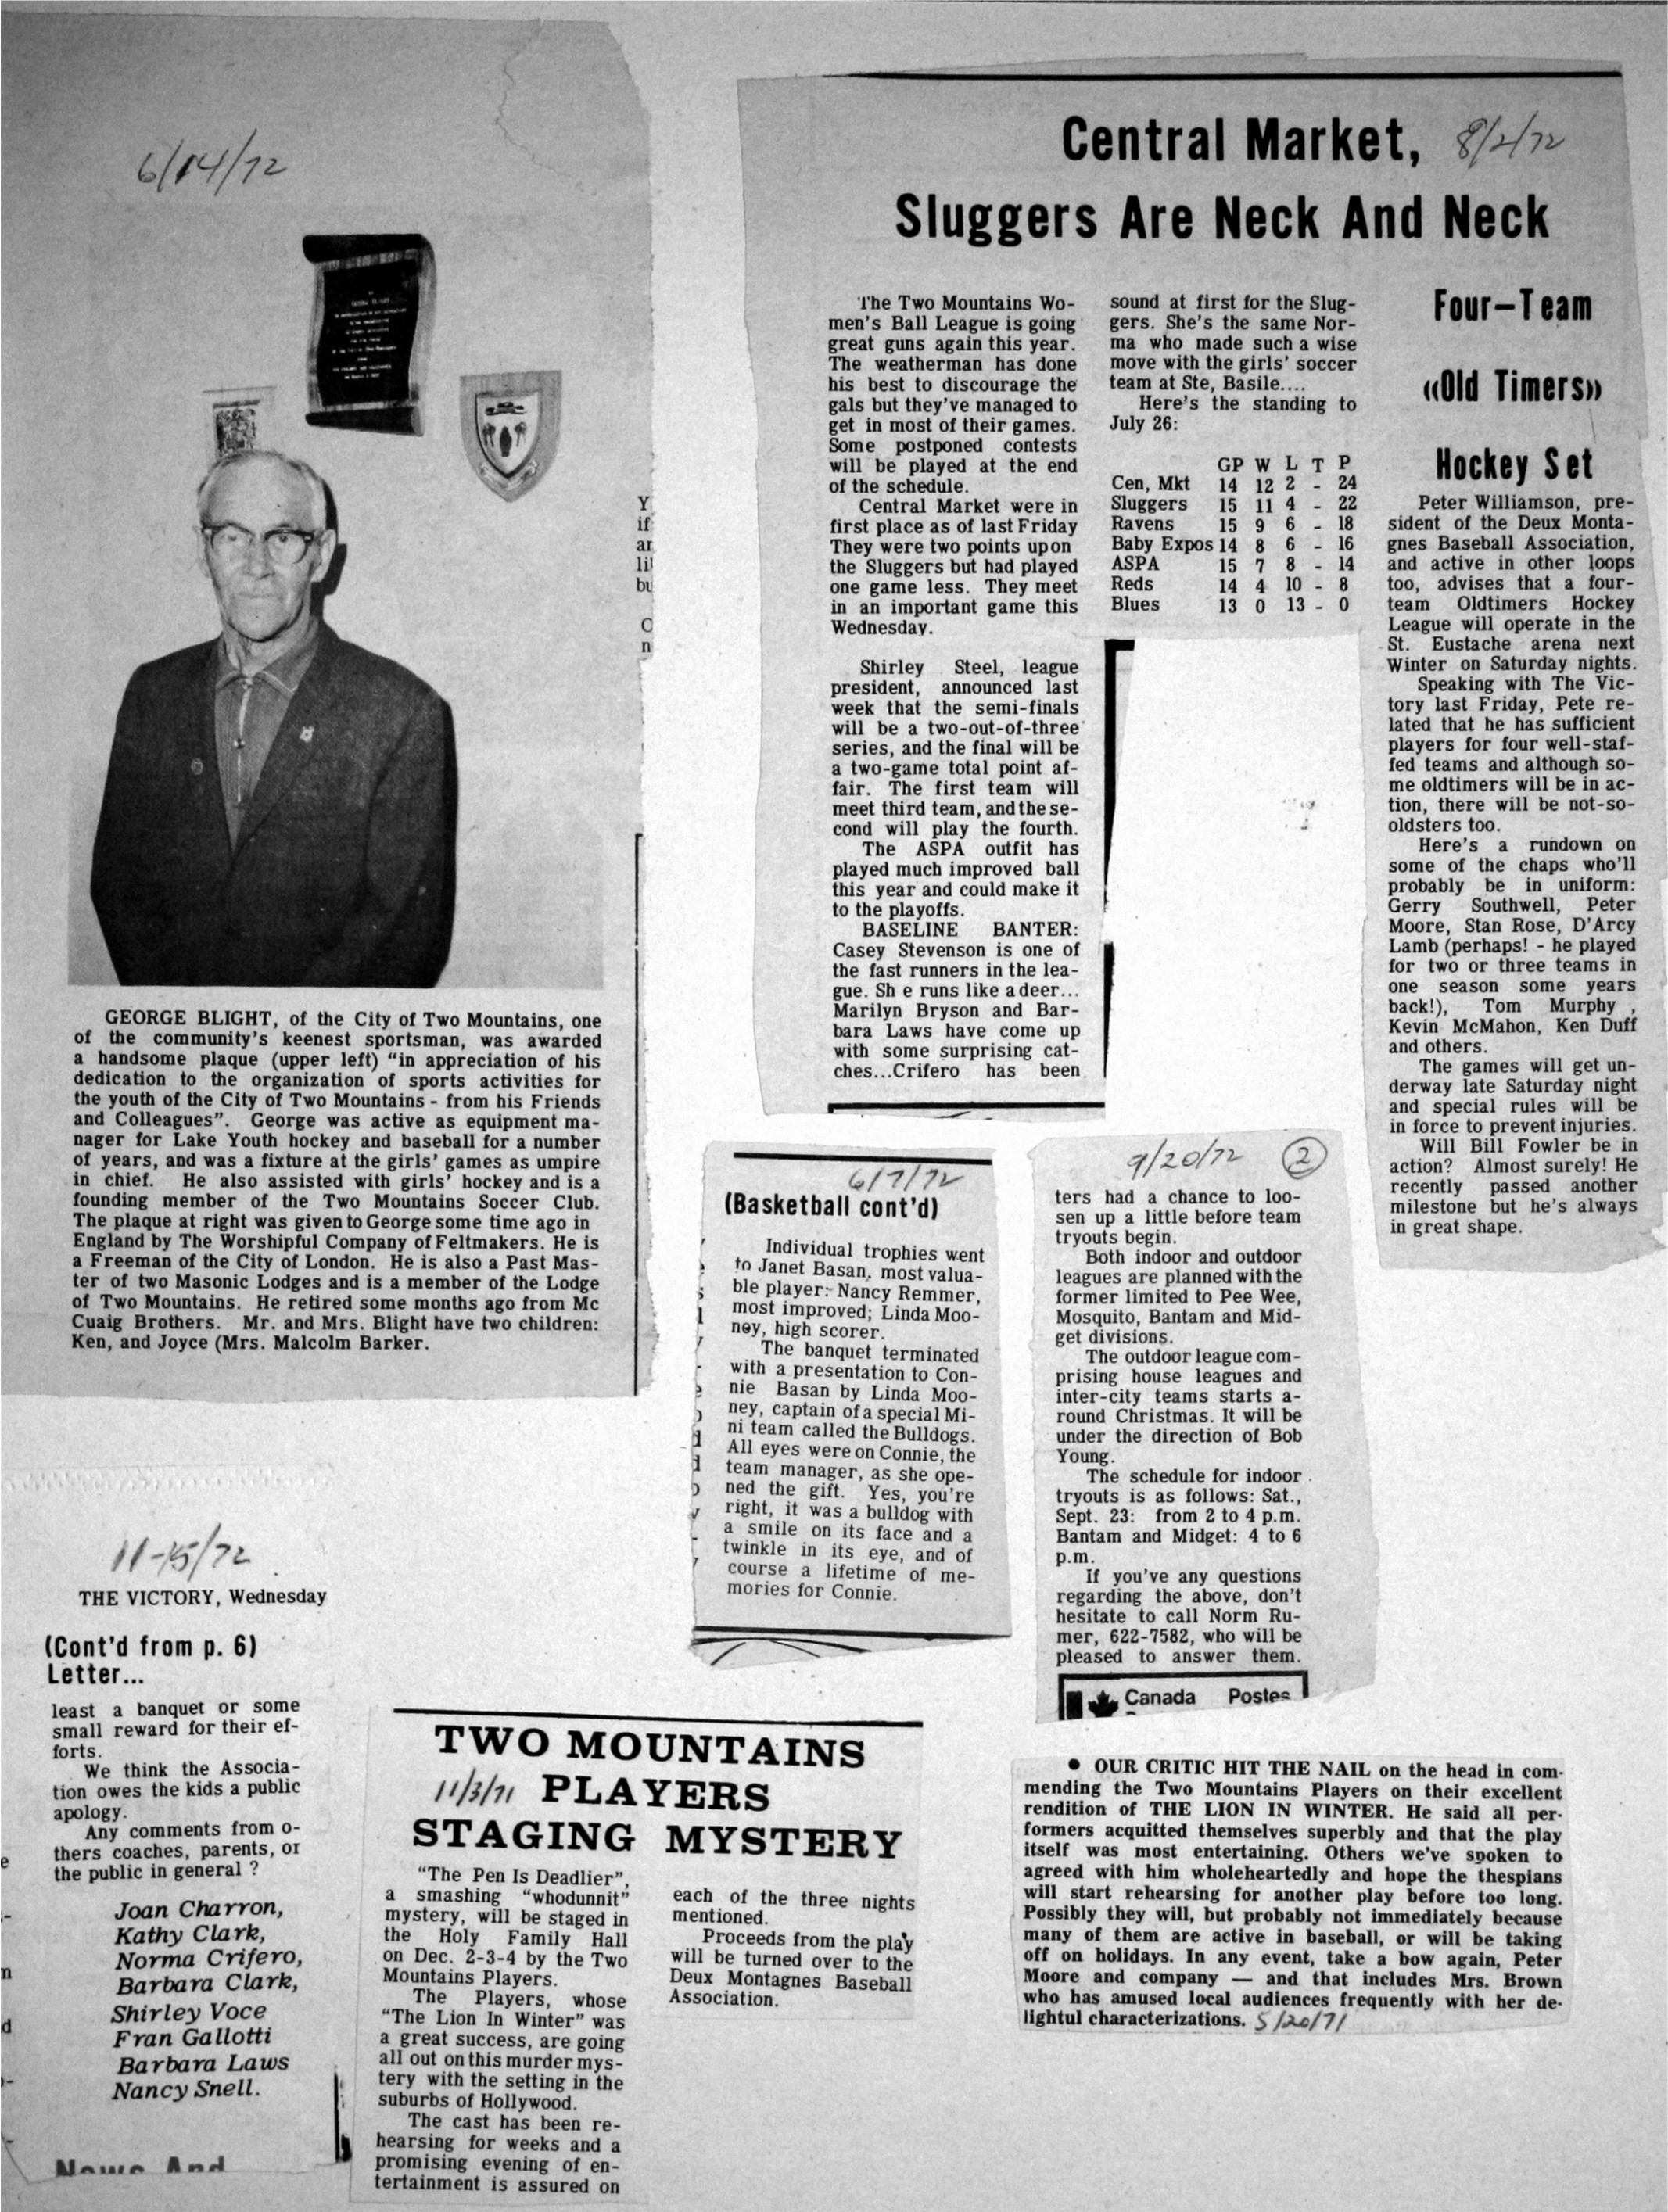 6/14/72
GEORGE BLIGHT, of the City of Two Mountains, one
of the community's keenest sportsman, was awarded
a handsome plaque (upper left) "in appreciation of his
dedication to the organization of sports activities for
the youth of the City of Two Mountains - from his Friends
and Colleagues". George was active as equipment ma-
nager for Lake Youth hockey and baseball for a number
of years, and was a fixture at the girls' games as umpire
in chief. He also assisted with girls' hockey and is a
founding member of the Two Mountains Soccer Club.
The plaque at right was given to George some time ago in
England by The Worshipful Company of Feltmakers. He is
a Freeman of the City of London. He is also a Past Mas-
ter of two Masonic Lodges and is a member of the Lodge
of Two Mountains. He retired some months ago from Mc
Cuaig Brothers. Mr. and Mrs. Blight have two children:
Ken, and Joyce (Mrs. Malcolm Barker.
Central Market, 8/2/72
Sluggers Are Neck And Neck
The Two Mountains Wo-
men's Ball League is going
great guns again this year.
The weatherman has done
his best to discourage the
gals but they've managed to
get in most of their games.
Some postponed contests
will be played at the end
of the schedule.
Central Market were in
first place as of last Friday
They were two points upon
the Sluggers but had played
one game less. They meet
in an important game this
Wednesday.
Shirley Steel, league
president, announced last
week that the semi-finals
will be a two-out-of-three
series, and the final will be
a two-game total point af-
fair. The first team will
meet third team, and the se-
cond will play the fourth.
The ASPA outfit has
played much improved ball
this year and could make it
to the playoffs.
BASELINE BANTER:
Casey Stevenson is one of
the fast runners in the lea-
gue. Sh e runs like a deer...
Marilyn Bryson and Bar-
bara Laws have come up
with some surprising cat-
ches...Crifero has been
sound at first for the Slug-
gers. She's the same Nor-
ma who made such a wise
move with the girls' soccer
team at Ste, Basile....
Here's the standing to
July 26:
GP W L T P
Cen, Mkt 14 12 2 - 24
Sluggers 15 11 4 - 22
Ravens 15 9 6 - 18
Baby Expos 14 8 6 - 16
ASPA 15 7 8 - 14
Reds 14 4 10 - 8
Blues 13 0 13 - 0
Four-Team
«Old Timers»
Hockey Set
Peter Williamson, pre-
sident of the Deux Monta-
gnes Baseball Association,
and active in other loops
too, advises that a four-
team Oldtimers Hockey
League will operate in the
St. Eustache arena next
Winter on Saturday nights.
Speaking with The Vic-
tory last Friday, Pete re-
lated that he has sufficient
players for four well-staf-
fed teams and although so-
me oldtimers will be in ac-
tion, there will be not-so-
oldsters too.
Here's a rundown on
some of the chaps who'll
probably be in uniform:
Gerry Southwell, Peter
Moore, Stan Rose, D'Arcy
Lamb (perhaps! - he played
for two or three teams in
one season some years
back!), Tom Murphy ,
Kevin McMahon, Ken Duff
and others.
The games will get un-
derway late Saturday night
and special rules will be
in force to prevent injuries.
Will Bill Fowler be in
action? Almost surely! He
recently passed another
milestone but he's always
in great shape.
6/7/72
(Basketball cont'd)
Individual trophies went
to Janet Basan, most valua-
ble player: Nancy Remmer,
most improved; Linda Moo-
ney, high scorer.
The banquet terminated
with a presentation to Con-
nie Basan by Linda Moo-
ney, captain of a special Mi-
ni team called the Bulldogs.
All eyes were on Connie, the
team manager, as she ope-
ned the gift. Yes, you're
right, it was a bulldog with
a smile on its face and a
twinkle in its eye, and of
course a lifetime of me-
mories for Connie.
9/20/72 2
ters had a chance to loo-
sen up a little before team
tryouts begin.
Both indoor and outdoor
leagues are planned with the
former limited to Pee Wee,
Mosquito, Bantam and Mid-
get divisions.
The outdoor league com-
prising house leagues and
inter-city teams starts a-
round Christmas. It will be
under the direction of Bob
Young.
The schedule for indoor
tryouts is as follows: Sat.,
Sept. 23: from 2 to 4 p.m.
Bantam and Midget: 4 to 6
p.m.
If you've any questions
regarding the above, don't
hesitate to call Norm Ru-
mer, 622-7582, who will be
pleased to answer them.
Canada Postes
11-15/72
THE VICTORY, Wednesday
(Cont'd from p. 6)
Letter...
least a banquet or some
small reward for their ef-
forts.
We think the Associa-
tion owes the kids a public
apology.
Any comments from o-
thers coaches, parents, or
the public in general ?
Joan Charron,
Kathy Clark,
Norma Crifero,
Barbara Clark,
Shirley Voce
Fran Gallotti
Barbara Laws
Nancy Snell.
News And
TWO MOUNTAINS
11/3/71 PLAYERS
STAGING MYSTERY
"The Pen Is Deadlier",
a smashing "whodunnit"
mystery, will be staged in
the Holy Family Hall
on Dec. 2-3-4 by the Two
Mountains Players.
The Players, whose
"The Lion In Winter" was
a great success, are going
all out on this murder mys-
tery with the setting in the
suburbs of Hollywood.
The cast has been re-
hearsing for weeks and a
promising evening of en-
tertainment is assured on
each of the three nights
mentioned.
Proceeds from the play
will be turned over to the
Deux Montagnes Baseball
Association.
• OUR CRITIC HIT THE NAIL on the head in com-
mending the Two Mountains Players on their excellent
rendition of THE LION IN WINTER. He said all per-
formers acquitted themselves superbly and that the play
itself was most entertaining. Others we've spoken to
agreed with him wholeheartedly and hope the thespians
will start rehearsing for another play before too long.
Possibly they will, but probably not immediately because
many of them are active in baseball, or will be taking
off on holidays. In any event, take a bow again, Peter
Moore and company — and that includes Mrs. Brown
who has amused local audiences frequently with her de-
lightful characterizations. 5/20/71